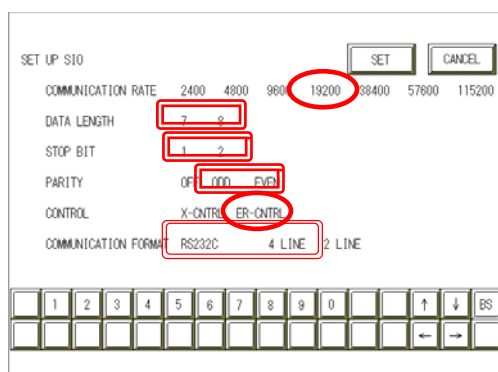 SET UP SIO SET CANCEL
COMMUNICATION RATE 2400 4800 9600 19200 38400 57600 115200
DATA LENGTH 7 8
STOP BIT 1 2
PARITY OFF ODD EVEN
CONTROL X-CNTRL ER-CNTRL
COMMUNICATION FORMAT RS232C 4 LINE 2 LINE
1 2 3 4 5 6 7 8 9 0 ↑ ↓ BS
← →